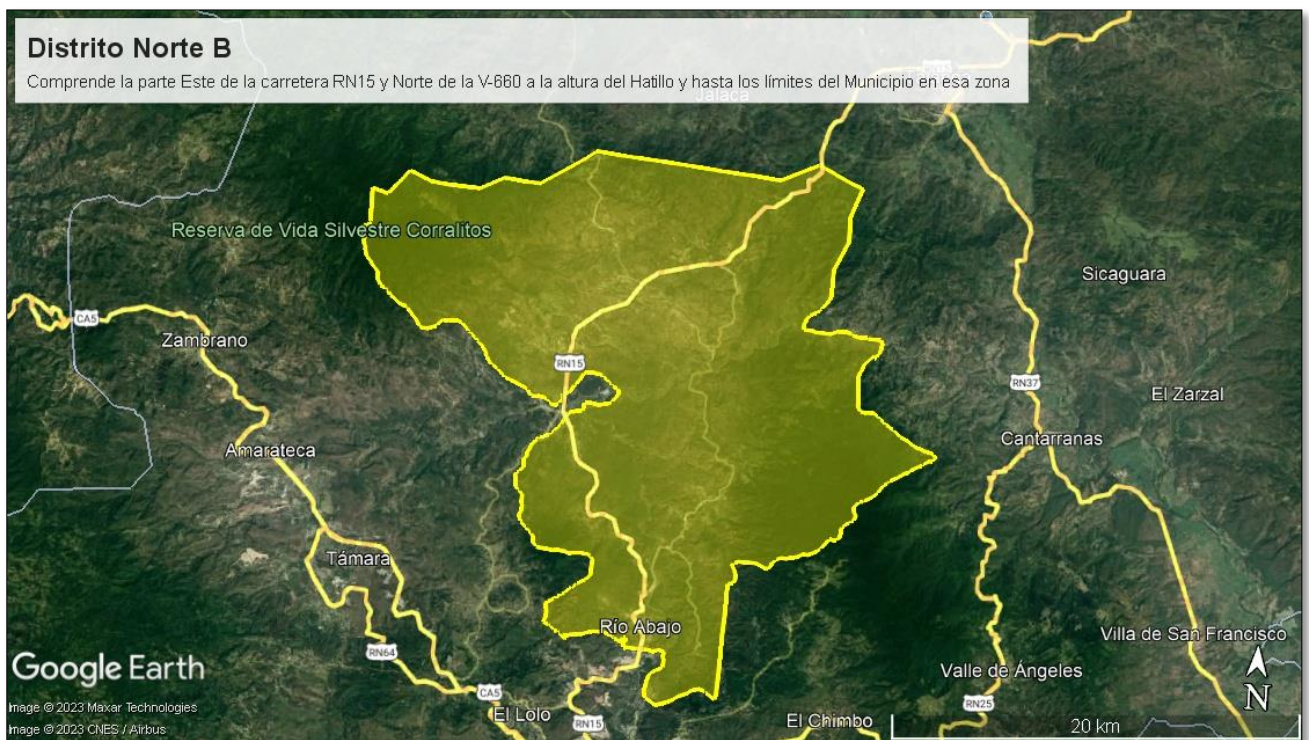 Distrito Norte B
Comprende la parte Este de la carretera RN15 y Norte de la V-660 a la altura del Hatillo y hasta los límites del Municipio en esa zona
Jalaca
Reserva de Vida Silvestre Corralitos
Sicaguara
CA5
Zambrano
RN15
RN37
El Zarzal
Cantarranas
Amarateca
Támara
Río Abajo
Villa de San Francisco
RN64
Google Earth
Valle de Ángeles
N
CA5
RN25
Image © 2023 Maxar Technologies
El Lolo
RN15
El Chimbo
20 km
Image © 2023 CNES / Airbus